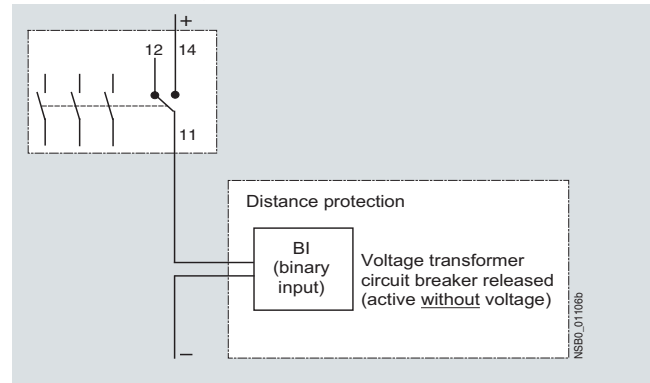 +
12 14
11
Distance protection
BI
(binary
input)
Voltage transformer
circuit breaker released
(active without voltage)
–
NSB0_01106b